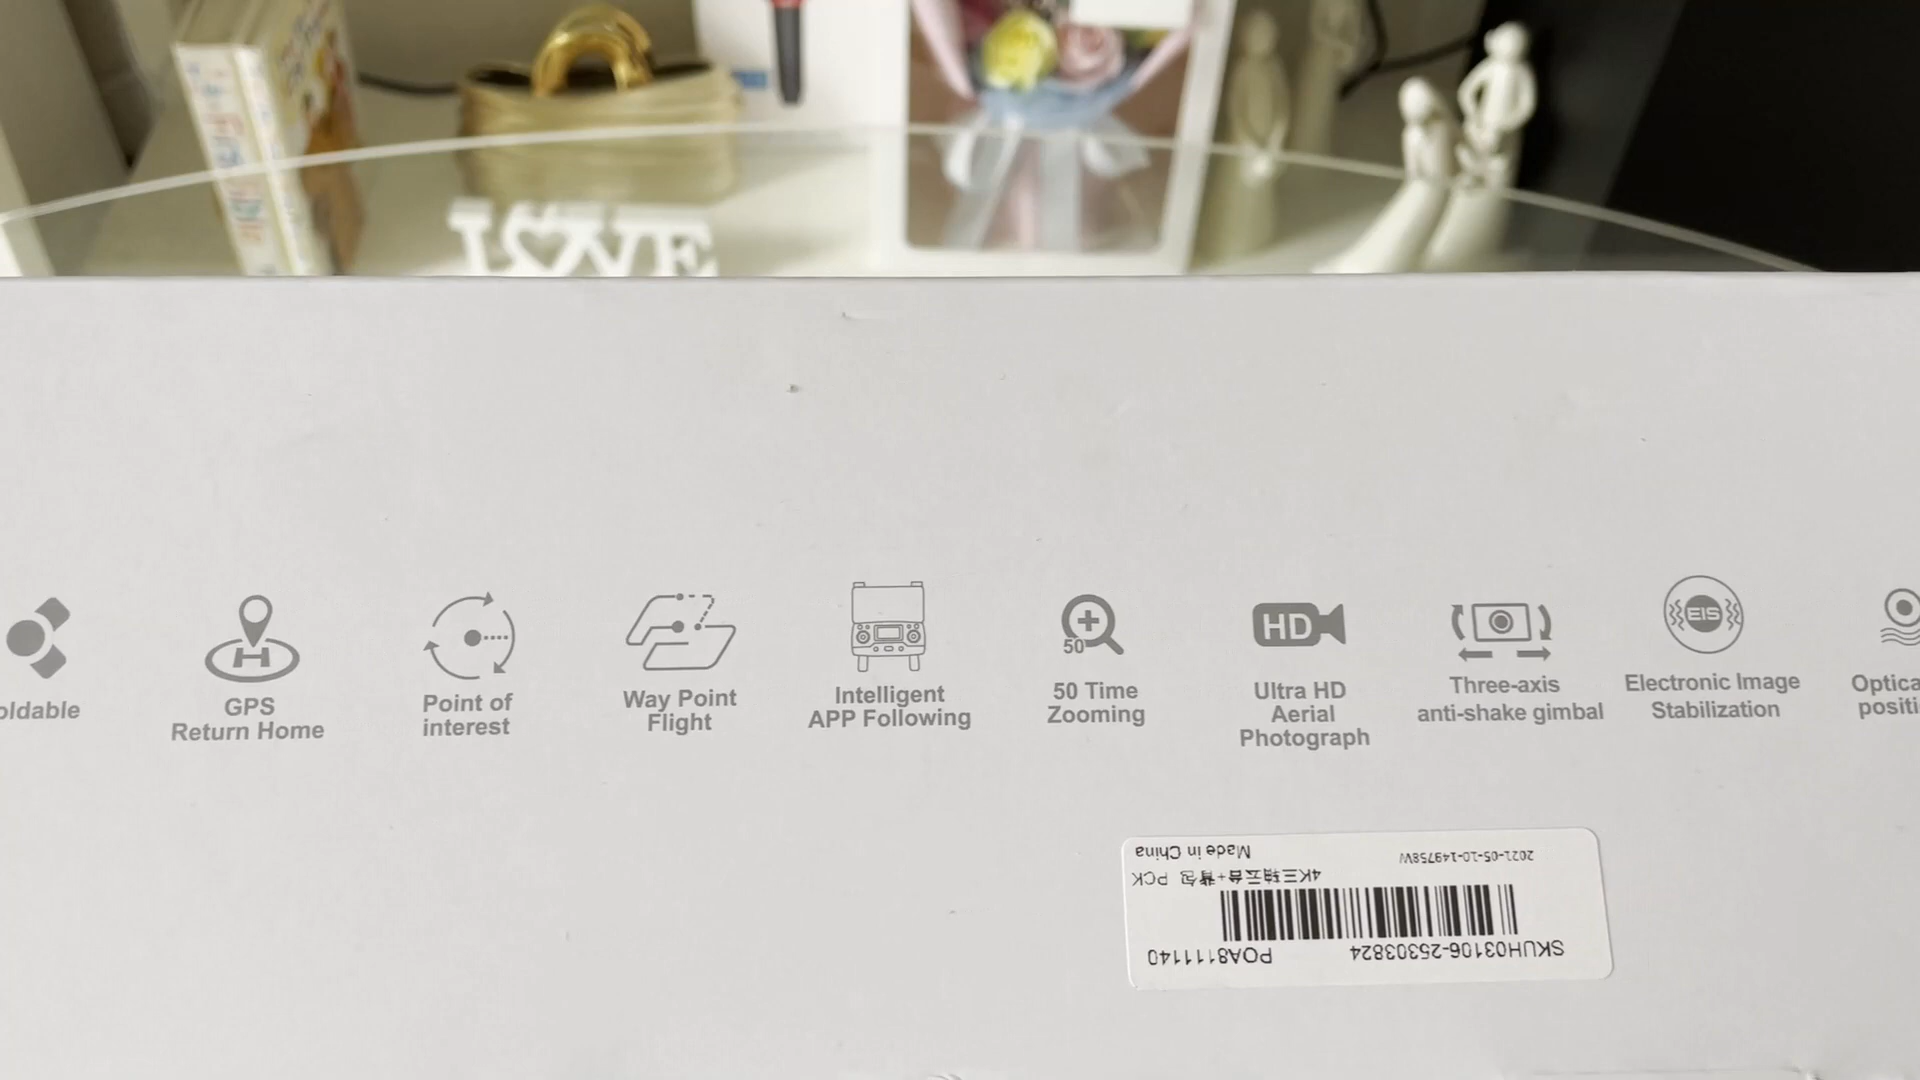 LOVE
oldable
GPS
Return Home
Point of
interest
Way Point
Flight
Intelligent
APP Following
50
50 Time
Zooming
HD
Ultra HD
Aerial
Photograph
Three-axis
anti-shake gimbal
EIS
Electronic Image
Stabilization
Optica
positi
SKUH03106-25303824 POA8111140
4K三轴云台+背包 PCK
2021-05-10-149758W Made in China